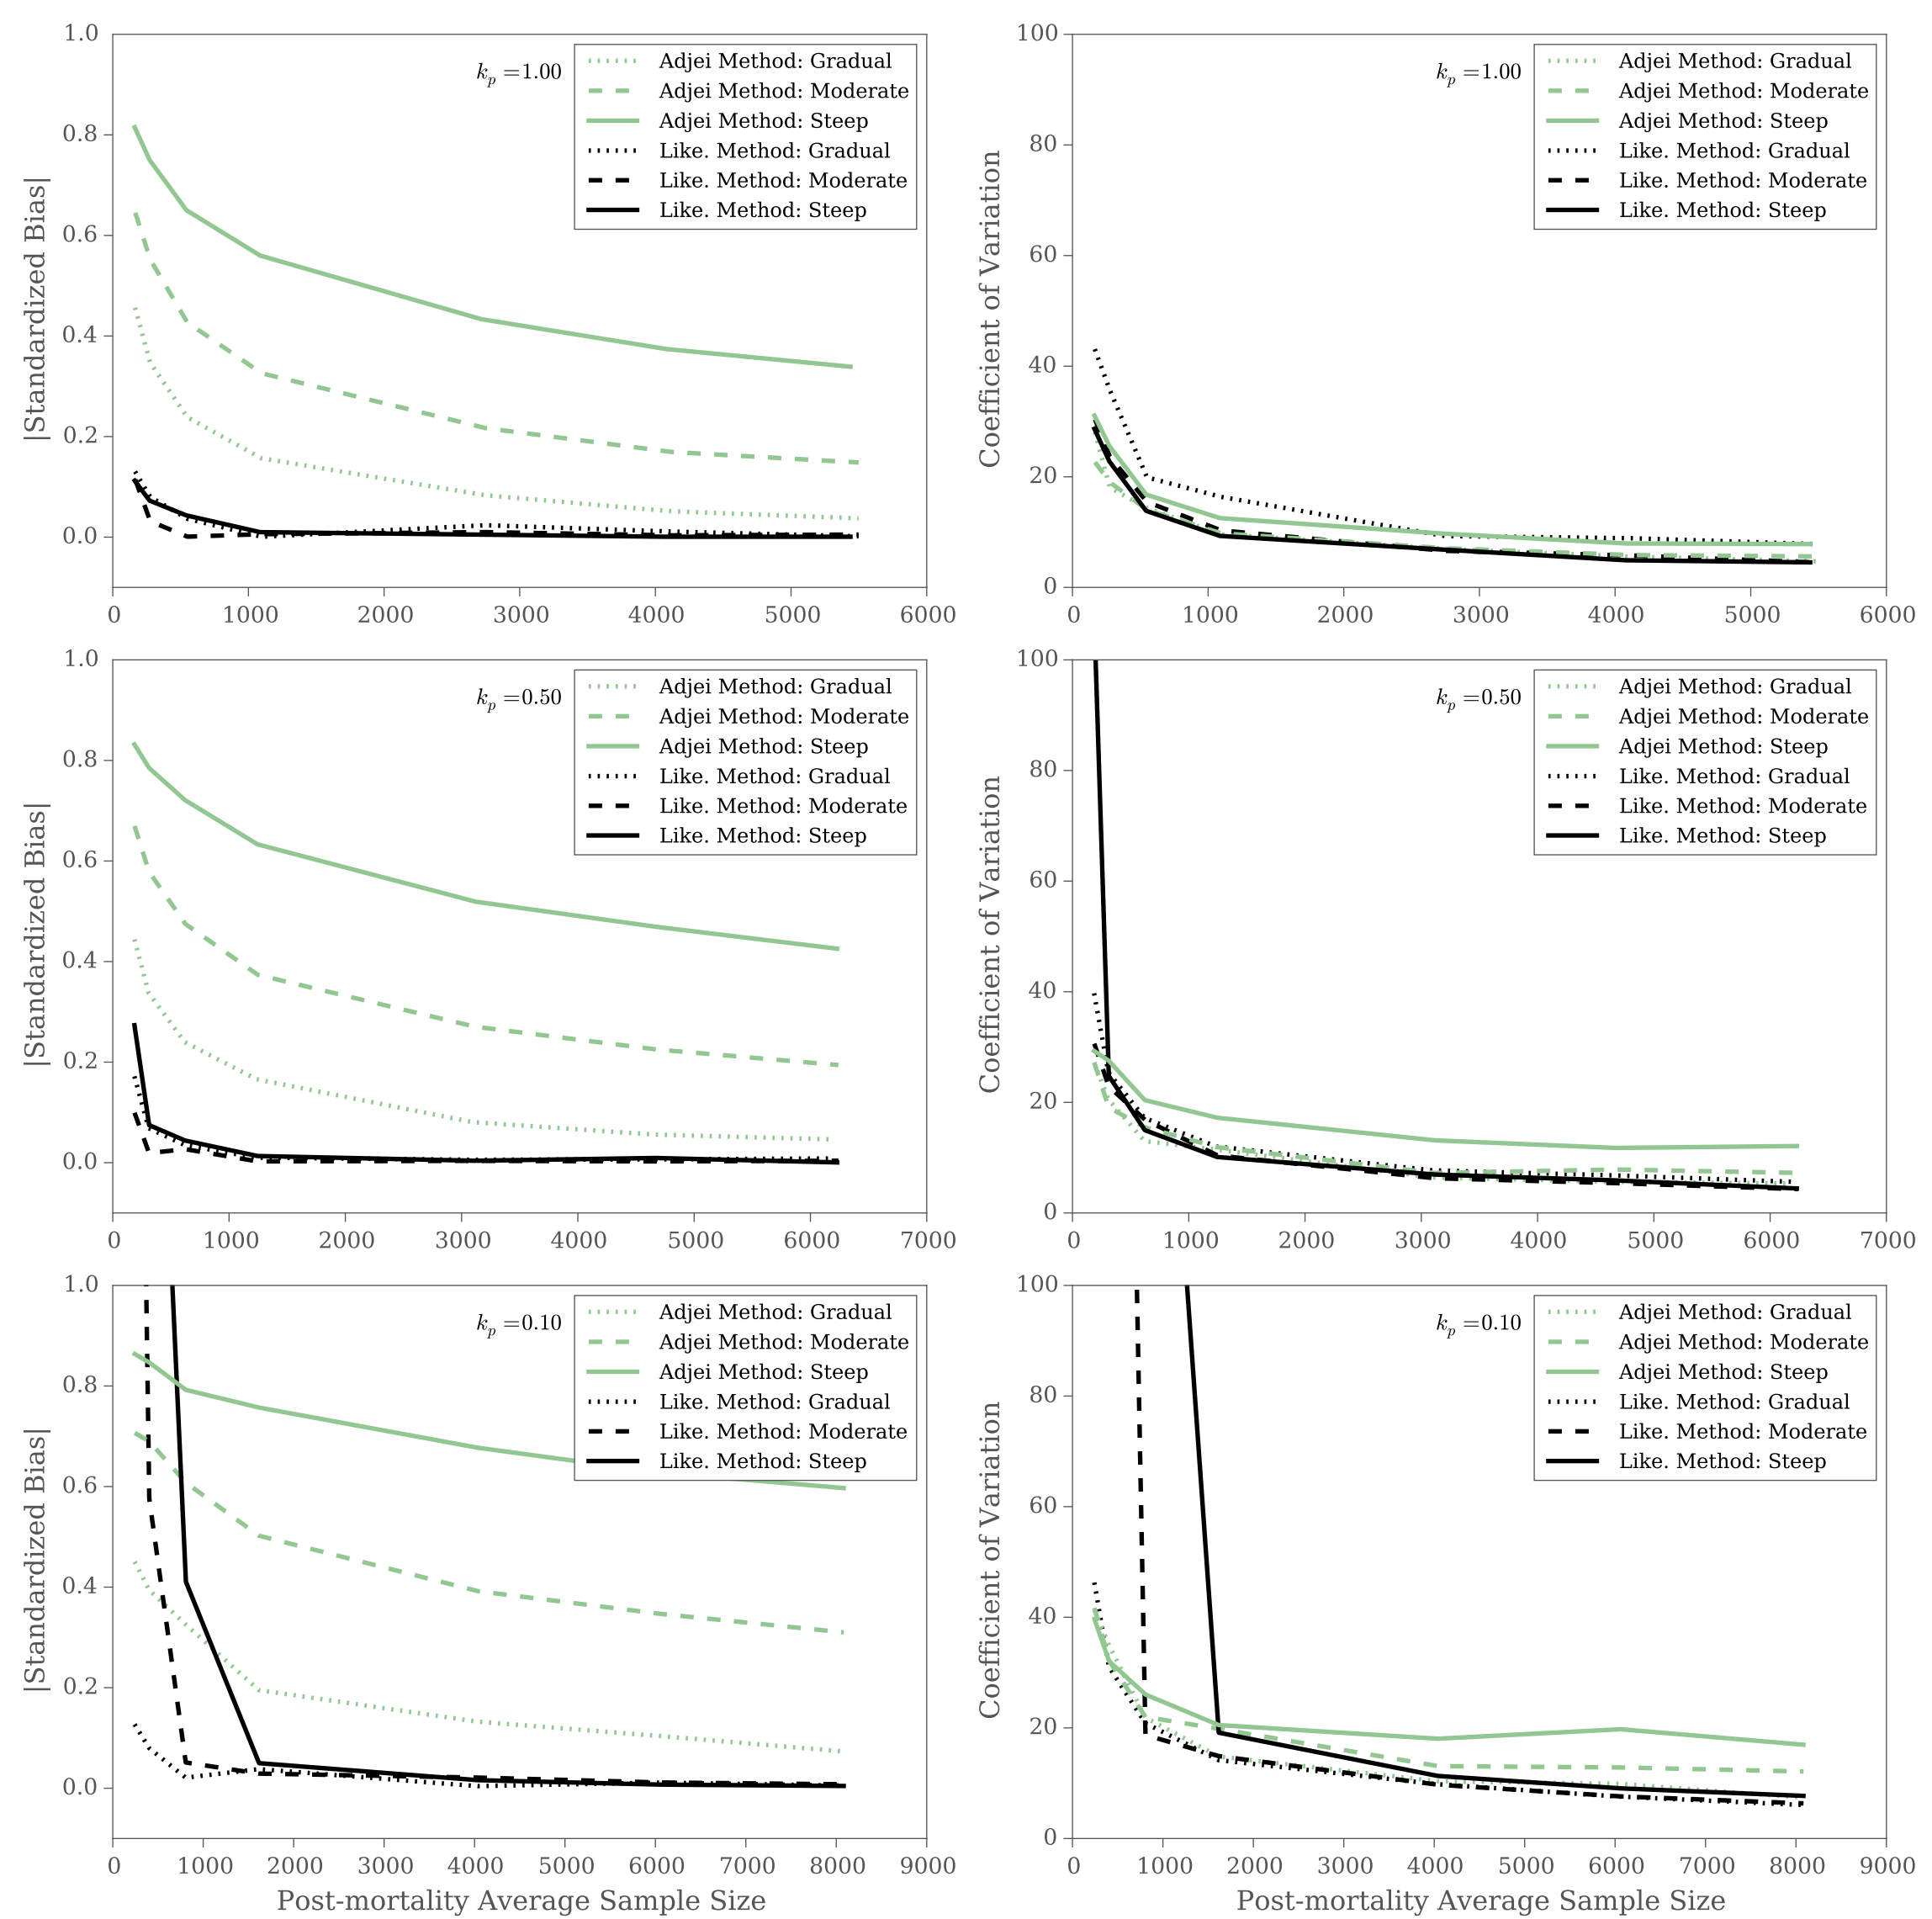 1.0
0.8
0.6
0.4
0.2
0.0
|Standardized Bias|
k_p = 1.00
Adjei Method: Gradual
Adjei Method: Moderate
Adjei Method: Steep
Like. Method: Gradual
Like. Method: Moderate
Like. Method: Steep
0 1000 2000 3000 4000 5000 6000
100
80
60
40
20
0
Coefficient of Variation
k_p = 1.00
Adjei Method: Gradual
Adjei Method: Moderate
Adjei Method: Steep
Like. Method: Gradual
Like. Method: Moderate
Like. Method: Steep
0 1000 2000 3000 4000 5000 6000
1.0
0.8
0.6
0.4
0.2
0.0
|Standardized Bias|
k_p = 0.50
Adjei Method: Gradual
Adjei Method: Moderate
Adjei Method: Steep
Like. Method: Gradual
Like. Method: Moderate
Like. Method: Steep
0 1000 2000 3000 4000 5000 6000 7000
100
80
60
40
20
0
Coefficient of Variation
k_p = 0.50
Adjei Method: Gradual
Adjei Method: Moderate
Adjei Method: Steep
Like. Method: Gradual
Like. Method: Moderate
Like. Method: Steep
0 1000 2000 3000 4000 5000 6000 7000
1.0
0.8
0.6
0.4
0.2
0.0
|Standardized Bias|
k_p = 0.10
Adjei Method: Gradual
Adjei Method: Moderate
Adjei Method: Steep
Like. Method: Gradual
Like. Method: Moderate
Like. Method: Steep
0 1000 2000 3000 4000 5000 6000 7000 8000 9000
Post-mortality Average Sample Size
100
80
60
40
20
0
Coefficient of Variation
k_p = 0.10
Adjei Method: Gradual
Adjei Method: Moderate
Adjei Method: Steep
Like. Method: Gradual
Like. Method: Moderate
Like. Method: Steep
0 1000 2000 3000 4000 5000 6000 7000 8000 9000
Post-mortality Average Sample Size